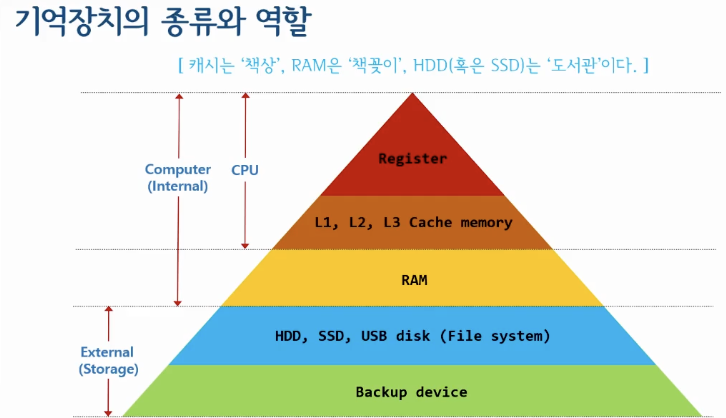 기억장치의 종류와 역할
[ 캐시는 ‘책상’, RAM은 ‘책꽂이’, HDD(혹은 SSD)는 ‘도서관’이다. ]
Register
Computer
(Internal)
CPU
L1, L2, L3 Cache memory
RAM
HDD, SSD, USB disk (File system)
External
(Storage)
Backup device